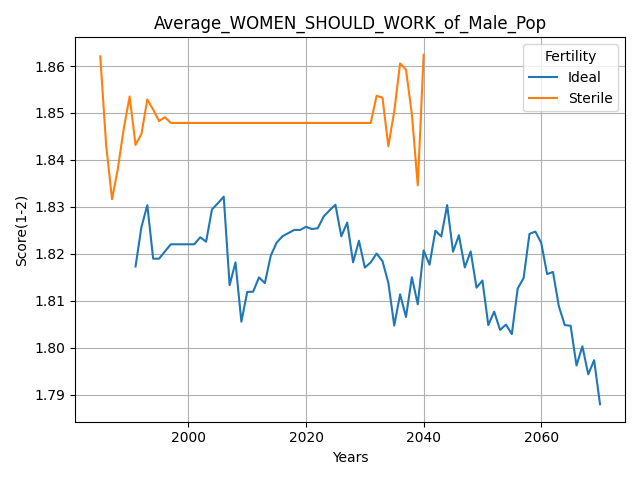 Average_WOMEN_SHOULD_WORK_of_Male_Pop
Fertility
Ideal
Sterile
1.86
1.85
1.84
1.83
1.82
1.81
1.80
1.79
Score(1-2)
2000 2020 2040 2060
Years